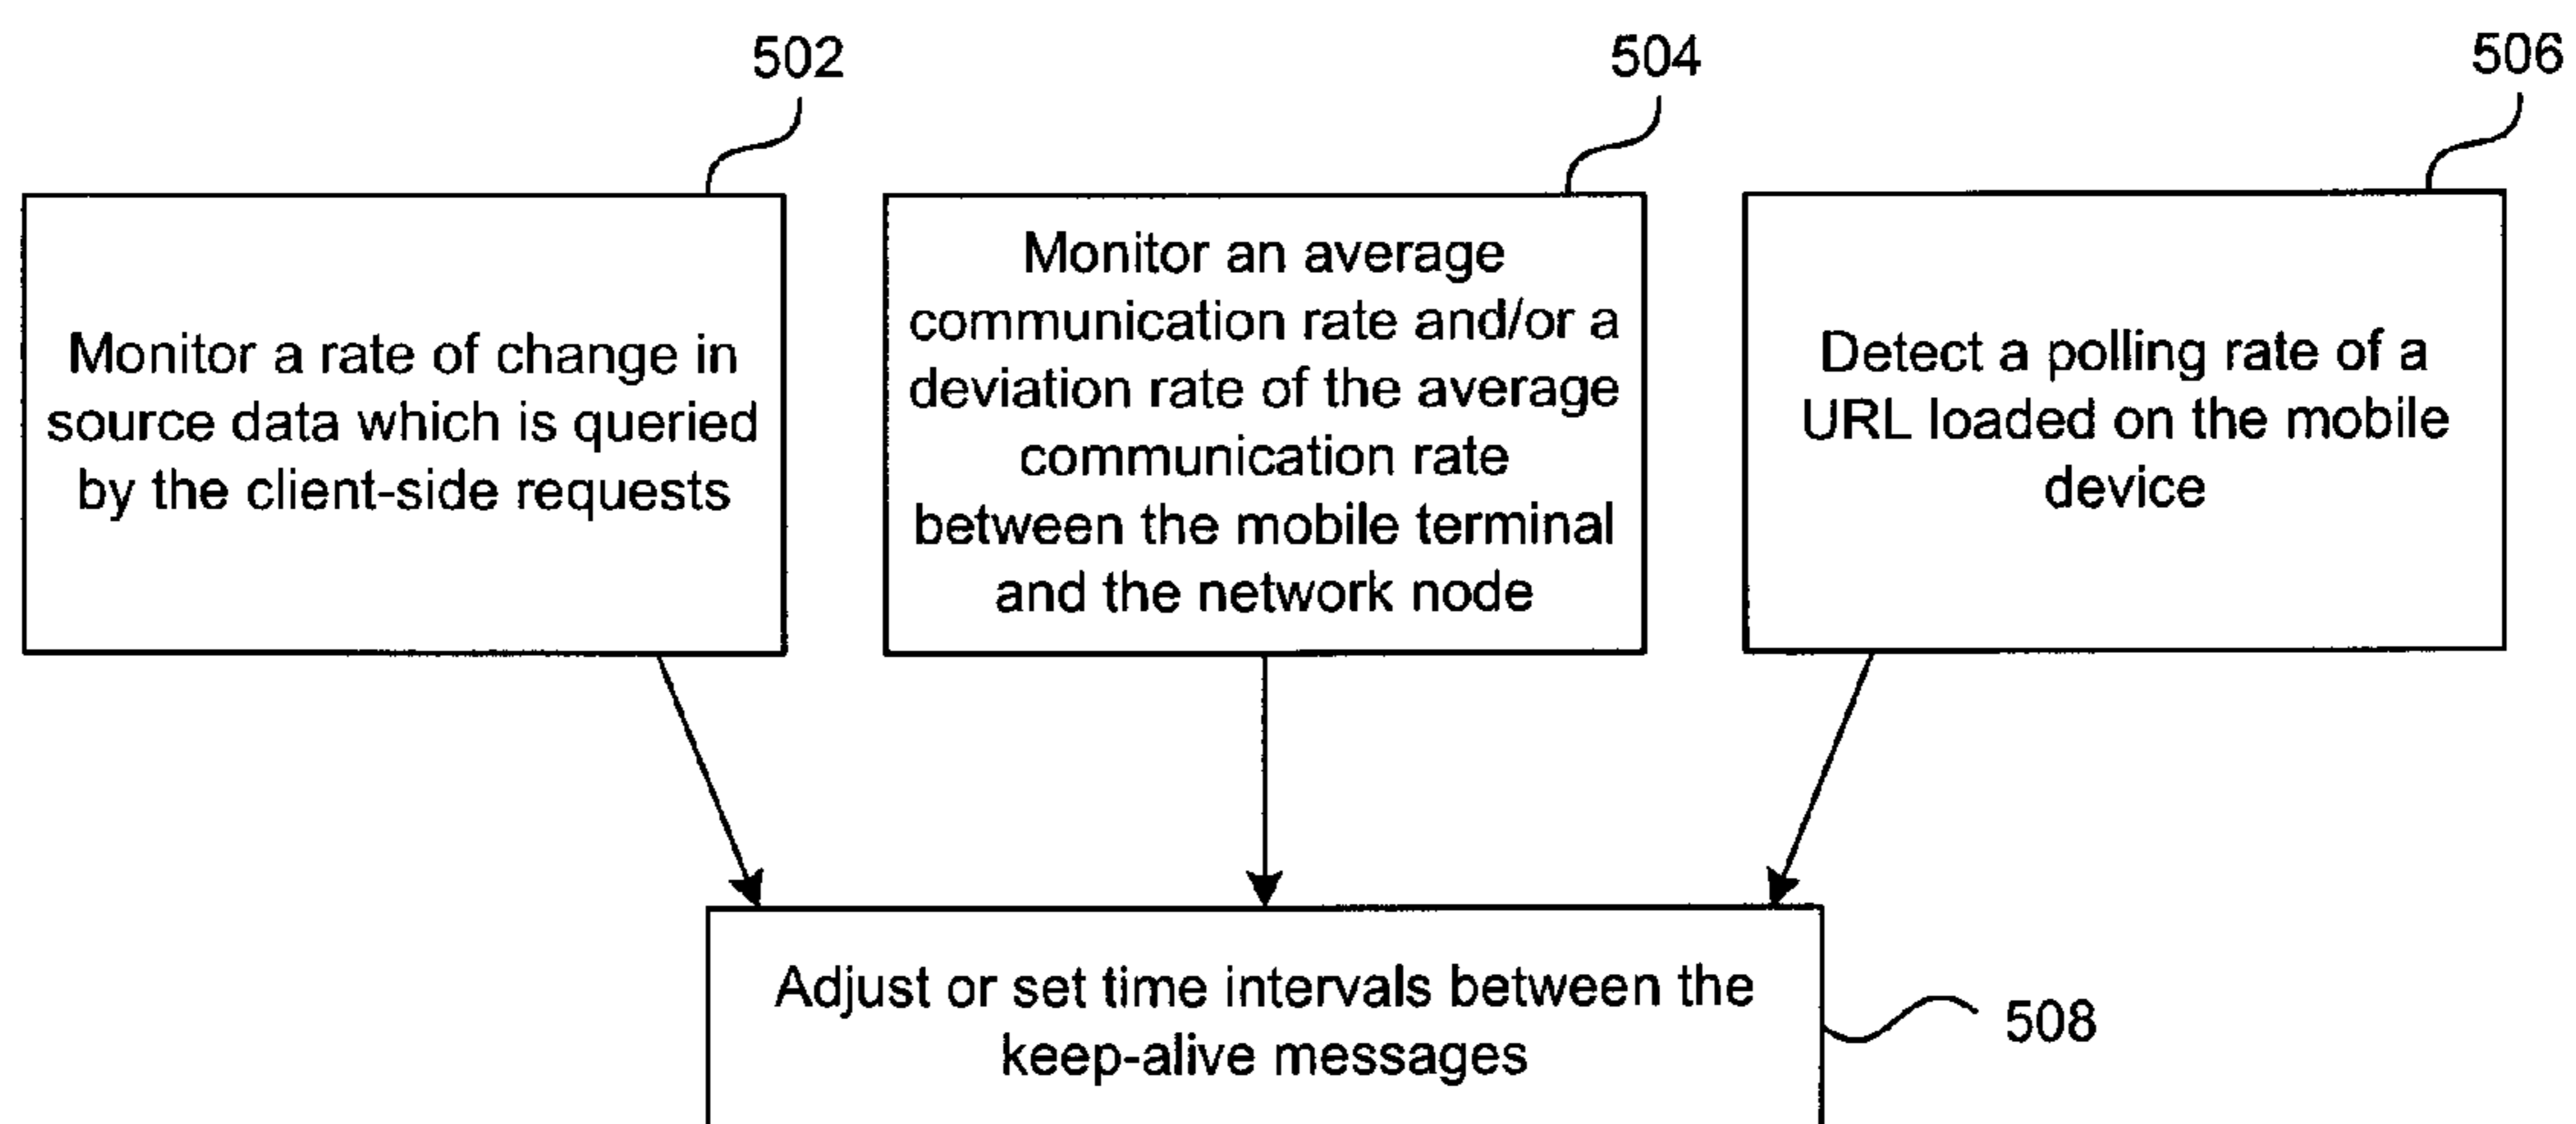 502
504
506
Monitor a rate of change in
source data which is queried
by the client-side requests
Monitor an average
communication rate and/or a
deviation rate of the average
communication rate
between the mobile terminal
and the network node
Detect a polling rate of a
URL loaded on the mobile
device
Adjust or set time intervals between the
keep-alive messages
508